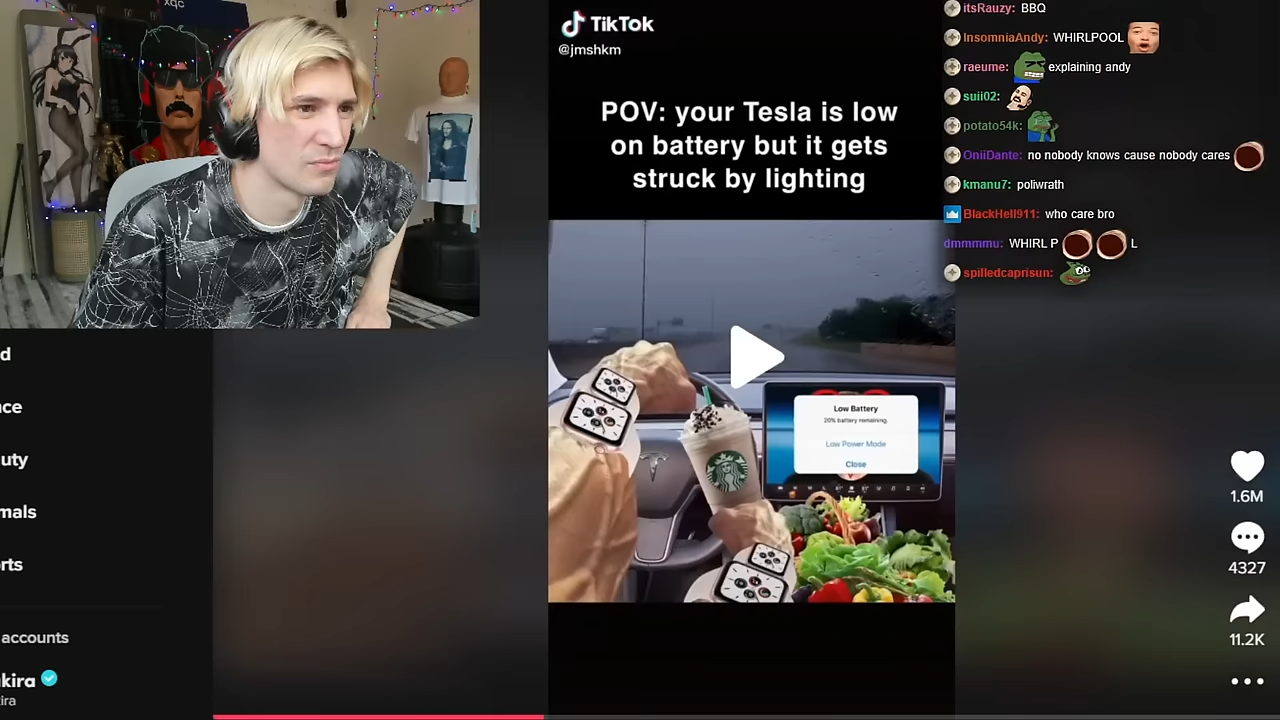 xqc
TikTok
@jmshkm
POV: your Tesla is low
on battery but it gets
struck by lighting
Low Battery
20% battery remaining.
Low Power Mode
Close
itsRauzy: BBQ
InsomniaAndy: WHIRLPOOL
raeume: explaining andy
suii02:
potato54k:
OniiDante: no nobody knows cause nobody cares
kmanu7: poliwrath
BlackHell911: who care bro
dmmmmu: WHIRL P L
spilledcaprisun:
d
nce
uty
mals
rts
accounts
kira
ira
1.6M
4327
11.2K